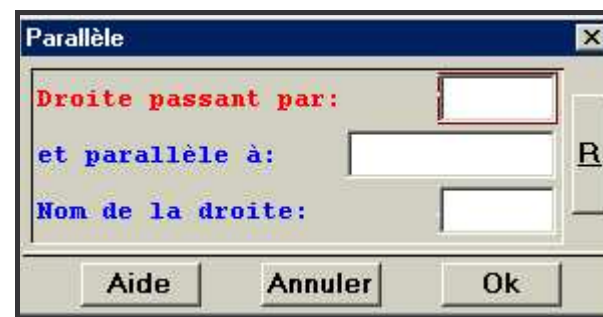 Parallèle
Droite passant par:
et parallèle à:
R
Nom de la droite:
Aide Annuler Ok